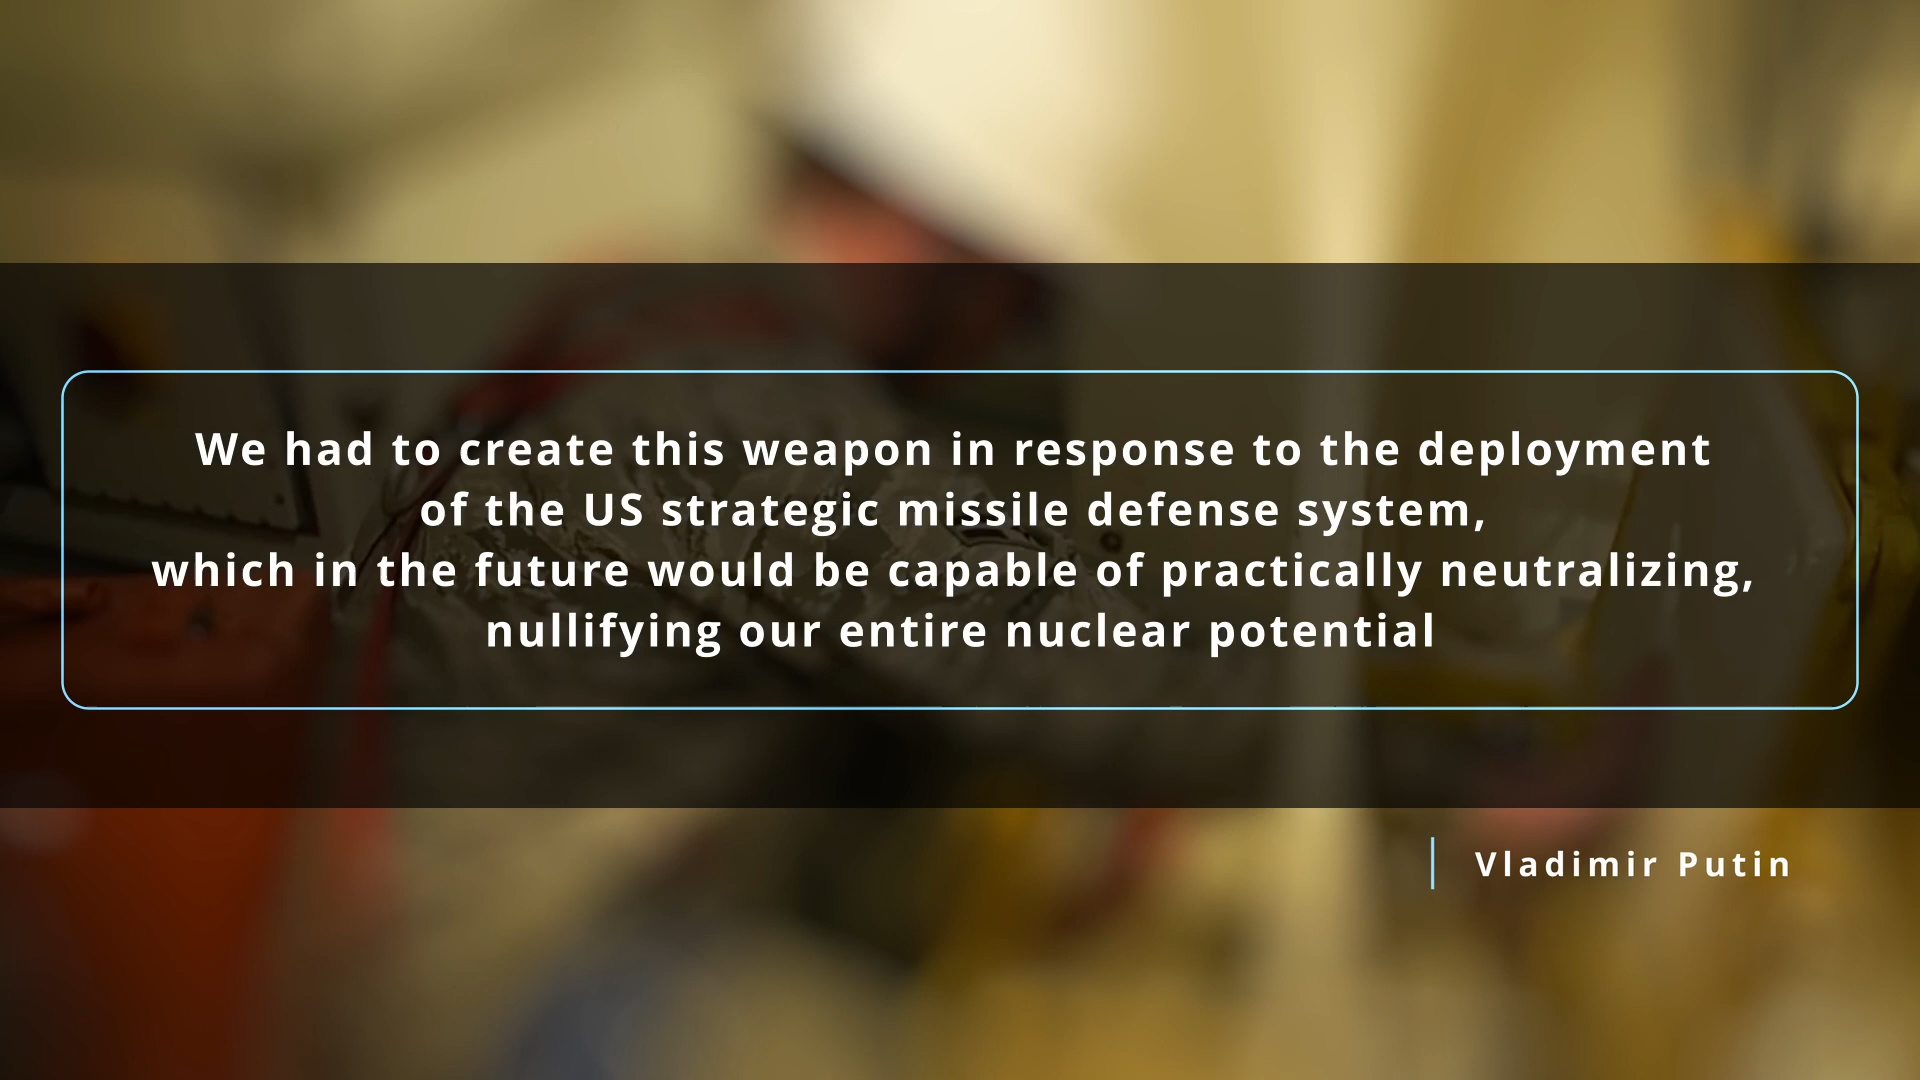 We had to create this weapon in response to the deployment
of the US strategic missile defense system,
which in the future would be capable of practically neutralizing,
nullifying our entire nuclear potential
Vladimir Putin